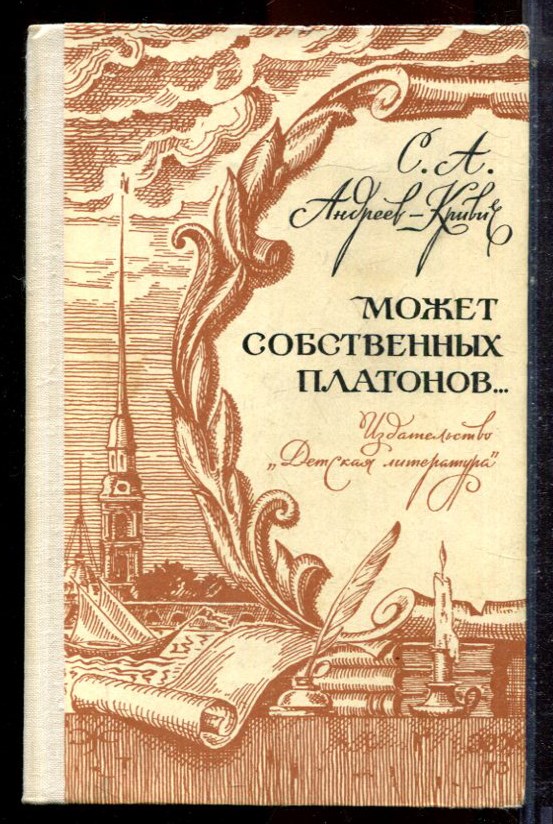 С. А.
Андреев-Кривич
МОЖЕТ
СОБСТВЕННЫХ
ПЛАТОНОВ...
Издательство
„Детская литература"